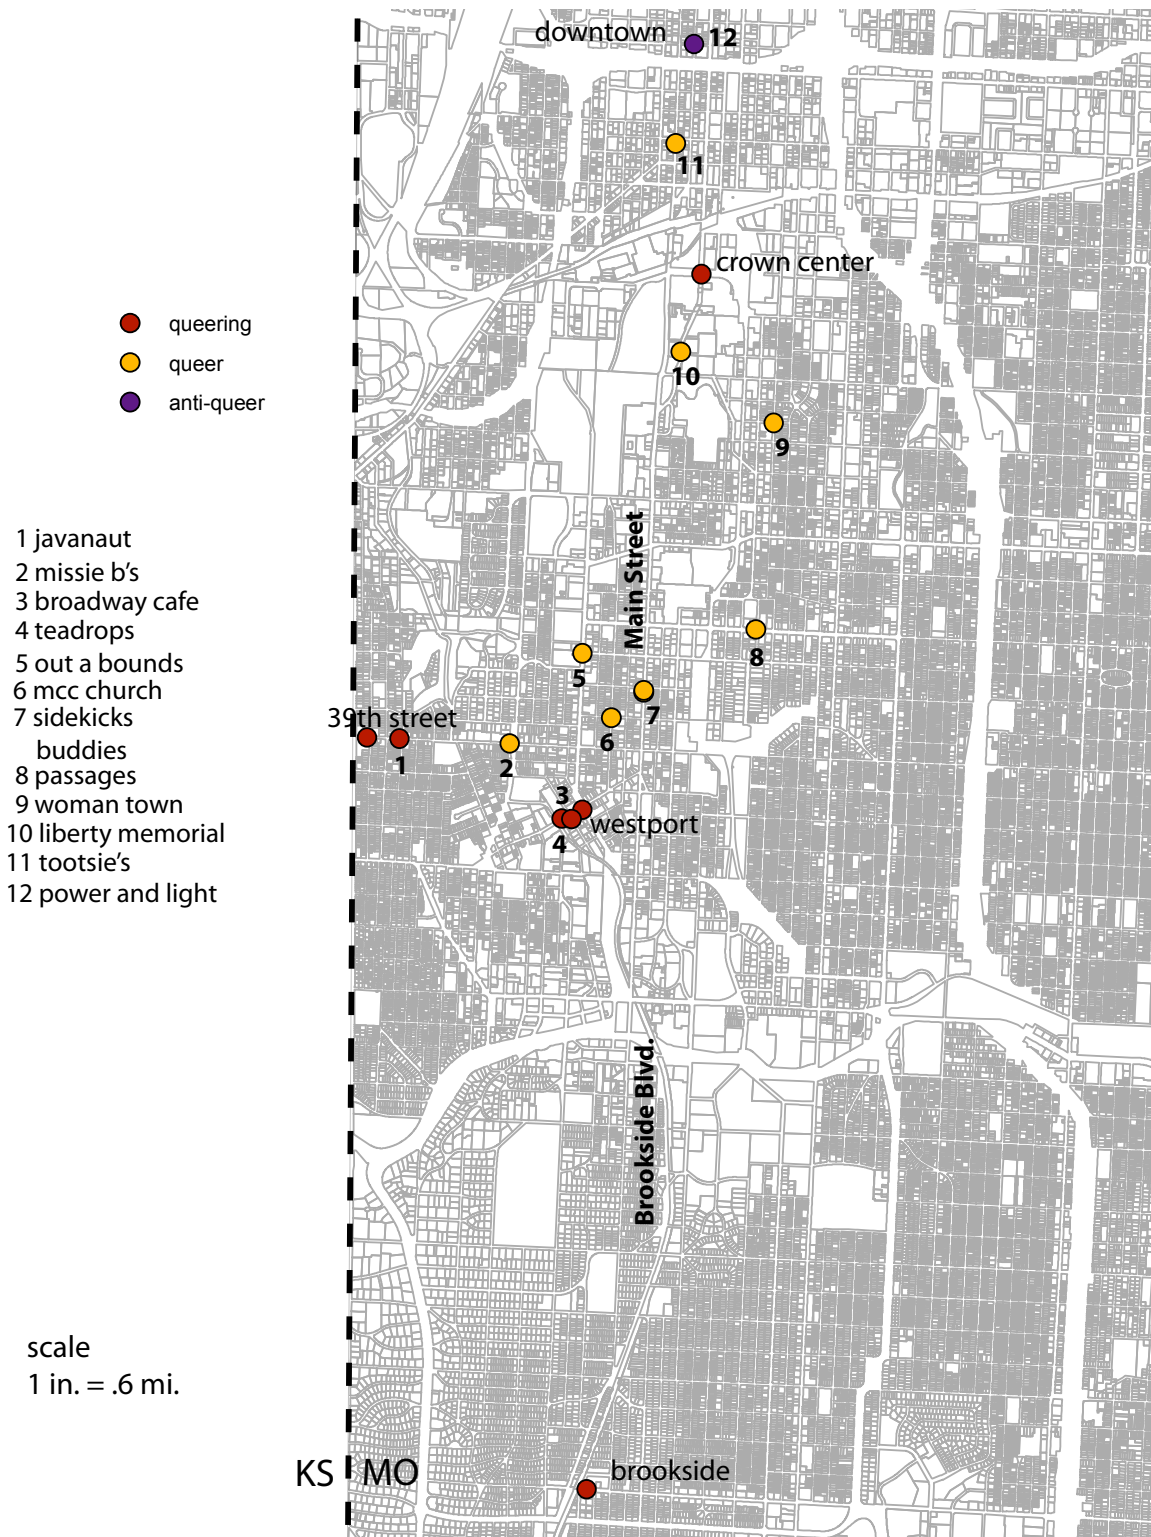 downtown
12
11
crown center
queering
queer
anti-queer
10
9
1 javanaut
2 missie b's
3 broadway cafe
4 teadrops
5 out a bounds
6 mcc church
7 sidekicks
buddies
8 passages
9 woman town
10 liberty memorial
11 tootsie's
12 power and light
Main Street
8
5
7
39th street
6
1
2
3
westport
4
Brookside Blvd.
scale
1 in. = .6 mi.
KS
MO
brookside